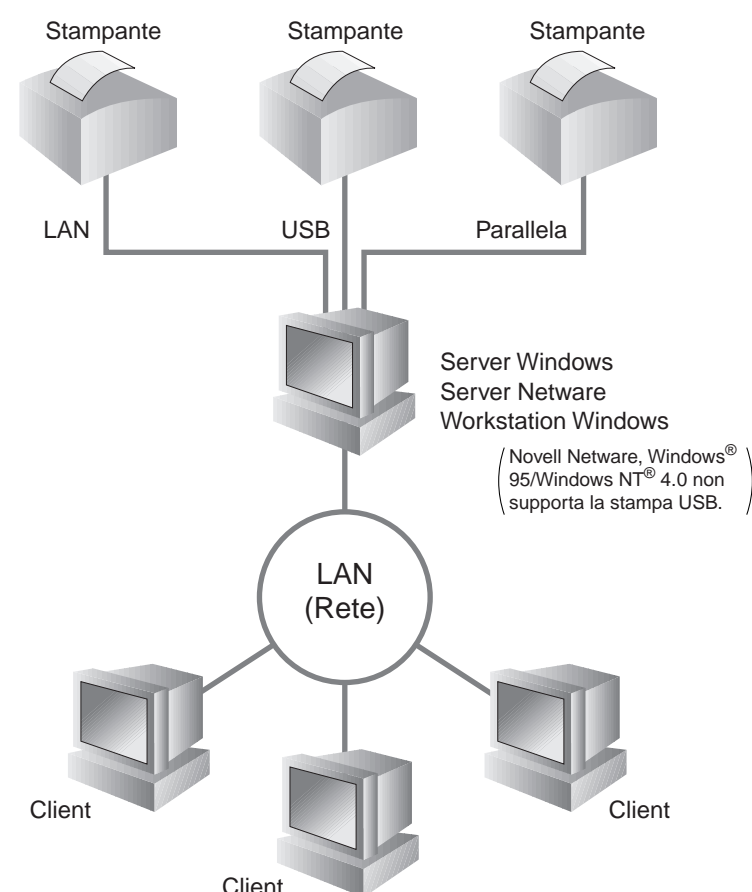 Stampante Stampante Stampante
LAN USB Parallela
Server Windows
Server Netware
Workstation Windows
(Novell Netware, Windows®
95/Windows NT® 4.0 non
supporta la stampa USB.)
LAN
(Rete)
Client Client
Client